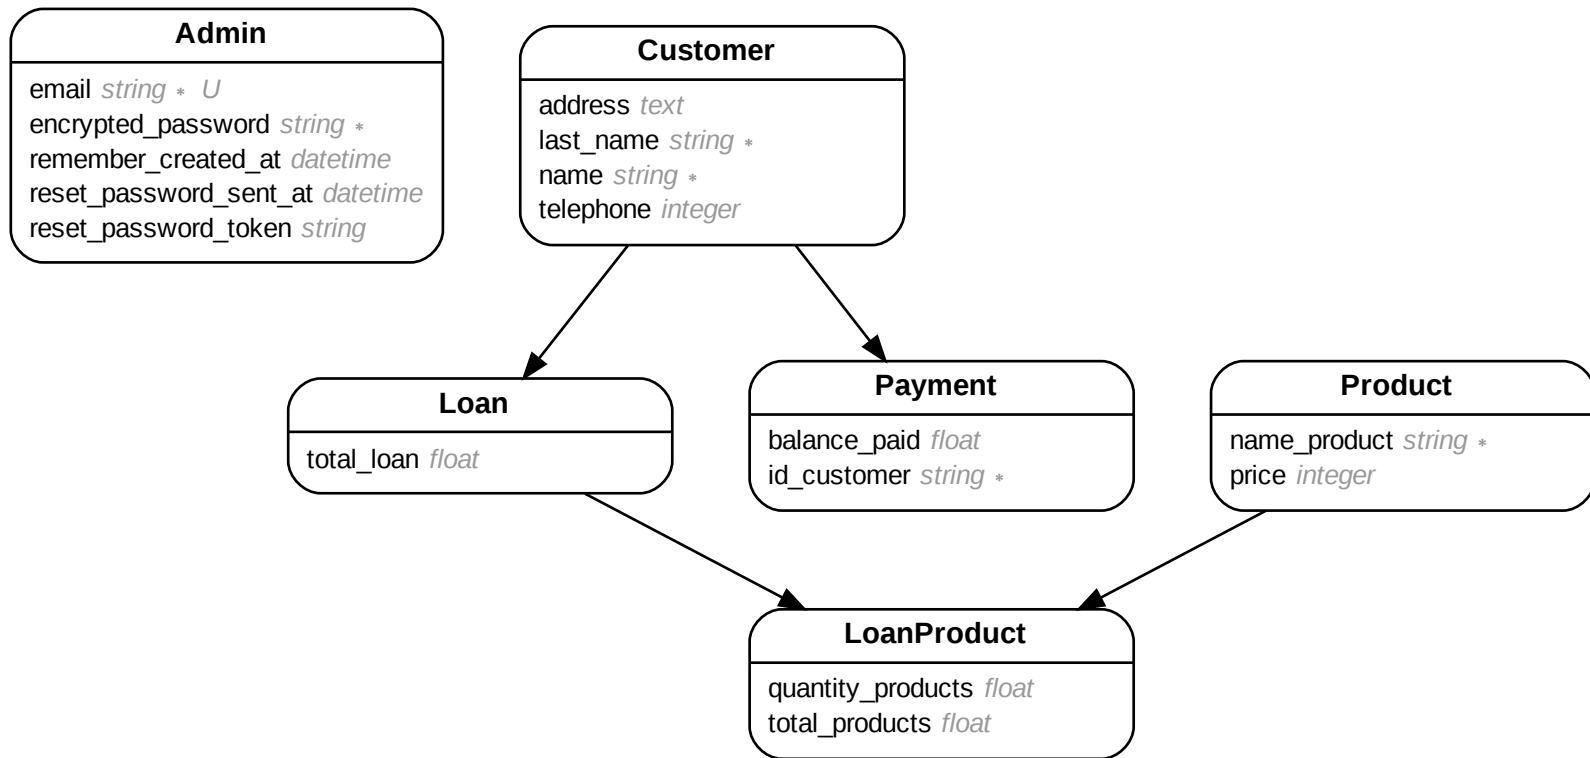 Admin
email string * U
encrypted_password string *
remember_created_at datetime
reset_password_sent_at datetime
reset_password_token string
Customer
address text
last_name string *
name string *
telephone integer
Loan
total_loan float
Payment
balance_paid float
id_customer string *
Product
name_product string *
price integer
LoanProduct
quantity_products float
total_products float